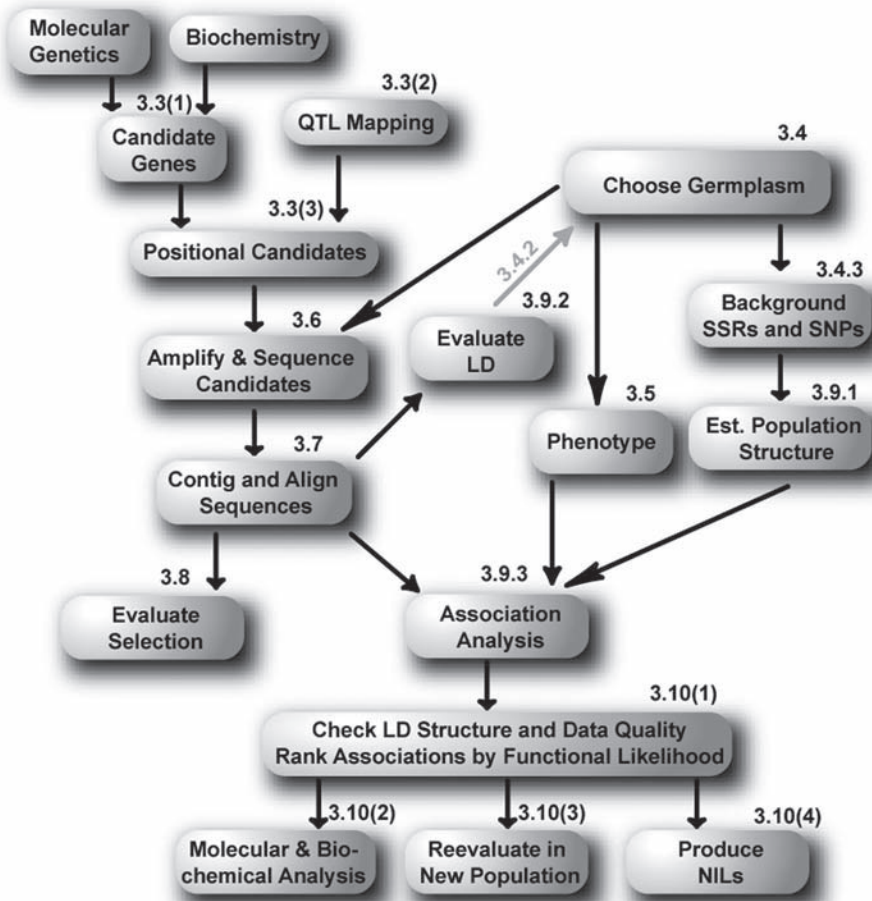 Molecular
Genetics
Biochemistry
3.3(1)
Candidate
Genes
3.3(2)
QTL Mapping
3.4
Choose Germplasm
3.3(3)
Positional Candidates
3.4.2
3.4.3
Background
SSRs and SNPs
3.6
Amplify & Sequence
Candidates
3.9.2
Evaluate
LD
3.5
Phenotype
3.9.1
Est. Population
Structure
3.7
Contig and Align
Sequences
3.8
Evaluate
Selection
3.9.3
Association
Analysis
3.10(1)
Check LD Structure and Data Quality
Rank Associations by Functional Likelihood
3.10(2)
Molecular & Bio-
chemical Analysis
3.10(3)
Reevaluate in
New Population
3.10(4)
Produce
NILs